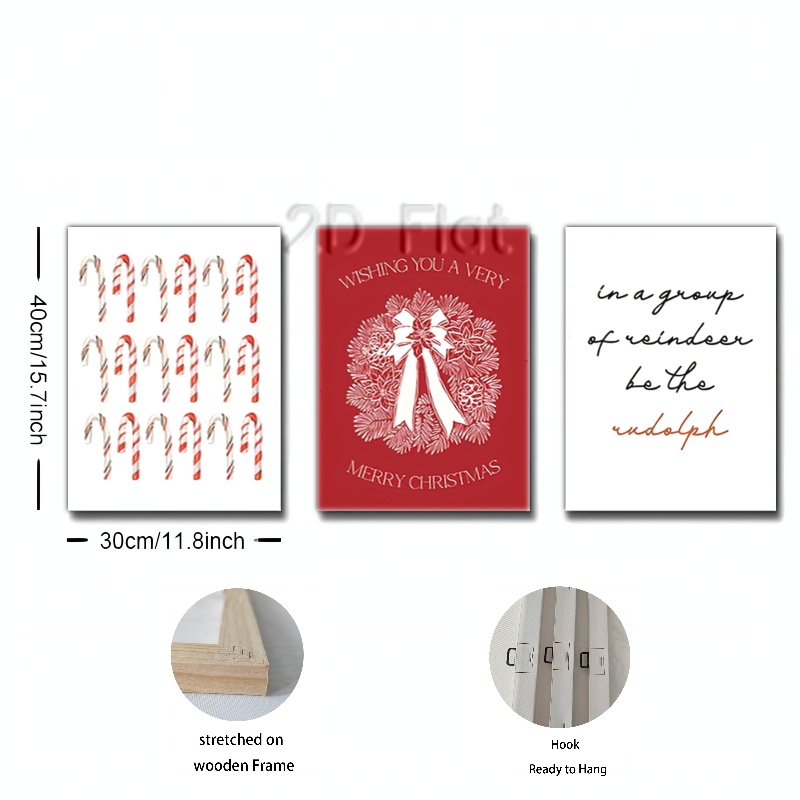 2D Flat
WISHING YOU A VERY
MERRY CHRISTMAS
in a group
of reindeer
be the
rudolph
40cm/15.7inch
30cm/11.8inch
stretched on
wooden Frame
Hook
Ready to Hang